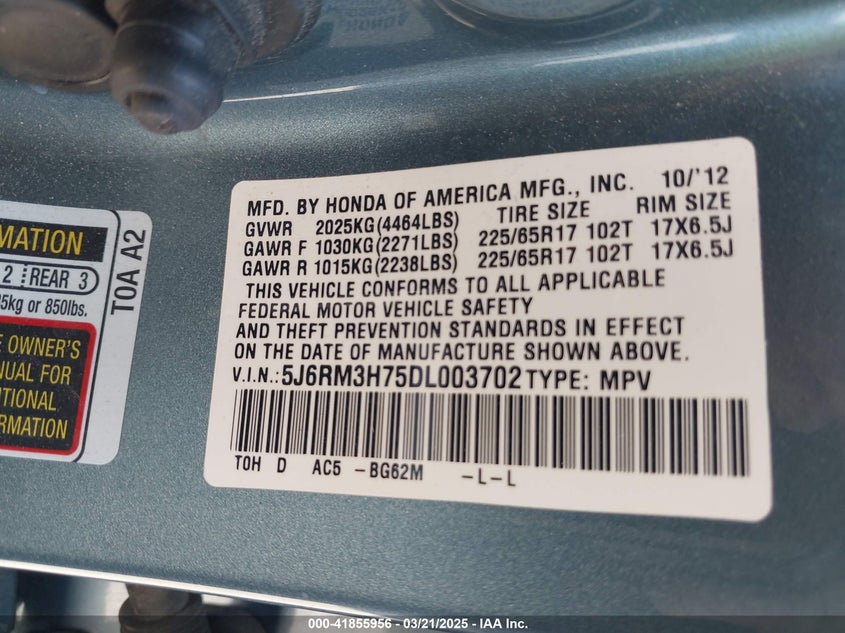 MFD. BY HONDA OF AMERICA MFG., INC. 10/'12
GVWR 2025KG(4464LBS) TIRE SIZE RIM SIZE
GAWR F 1030KG(2271LBS) 225/65R17 102T 17X6.5J
GAWR R 1015KG(2238LBS) 225/65R17 102T 17X6.5J
THIS VEHICLE CONFORMS TO ALL APPLICABLE
FEDERAL MOTOR VEHICLE SAFETY
AND THEFT PREVENTION STANDARDS IN EFFECT
ON THE DATE OF MANUFACTURE SHOWN ABOVE.
V.I.N.: 5J6RM3H75DL003702 TYPE: MPV
TOH D AC5 -BG62M -L-L
MATION
2 REAR 3
5kg or 850lbs.
E OWNER'S
NUAL FOR
ITIONAL
RMATION
TOA A2
000-41855956 - 03/21/2025 - IAA Inc.